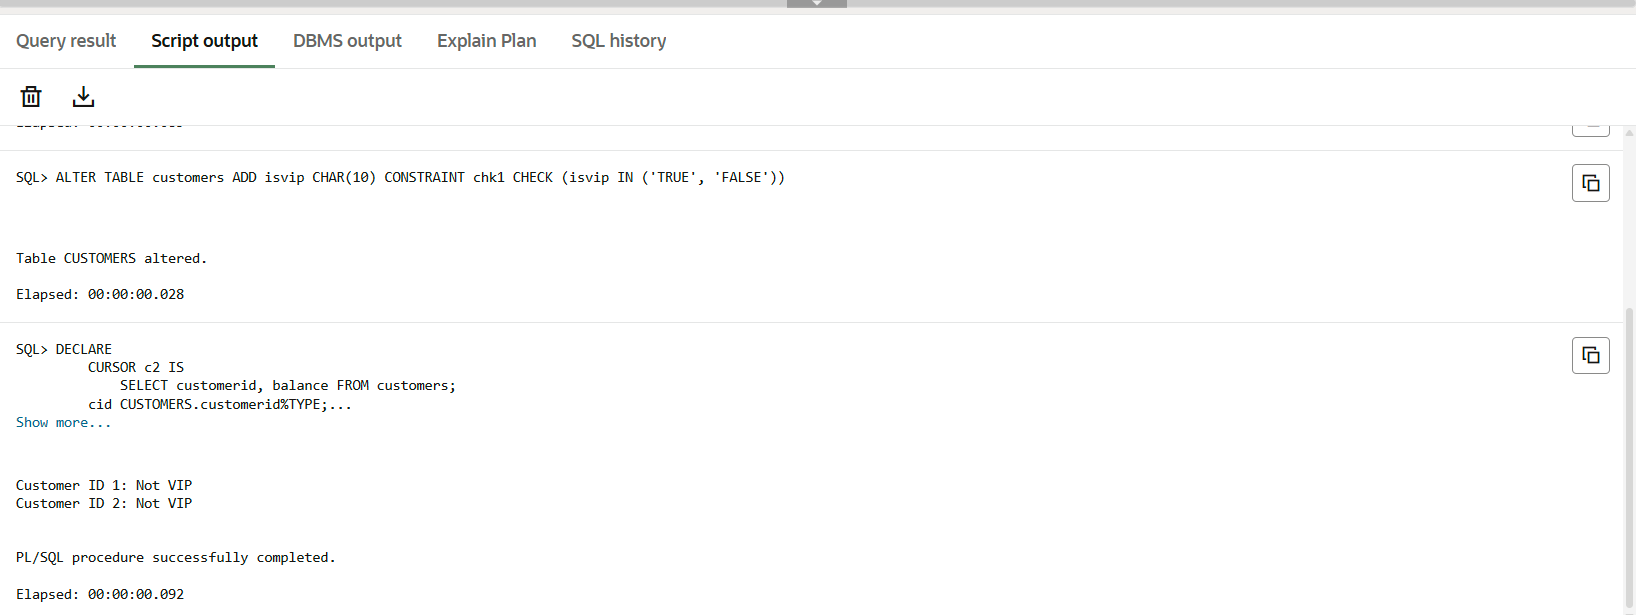 Query result Script output DBMS output Explain Plan SQL history
SQL> ALTER TABLE customers ADD isvip CHAR(10) CONSTRAINT chk1 CHECK (isvip IN ('TRUE', 'FALSE'))
Table CUSTOMERS altered.
Elapsed: 00:00:00.028
SQL> DECLARE
CURSOR c2 IS
SELECT customerid, balance FROM customers;
cid CUSTOMERS.customerid%TYPE;...
Show more...
Customer ID 1: Not VIP
Customer ID 2: Not VIP
PL/SQL procedure successfully completed.
Elapsed: 00:00:00.092